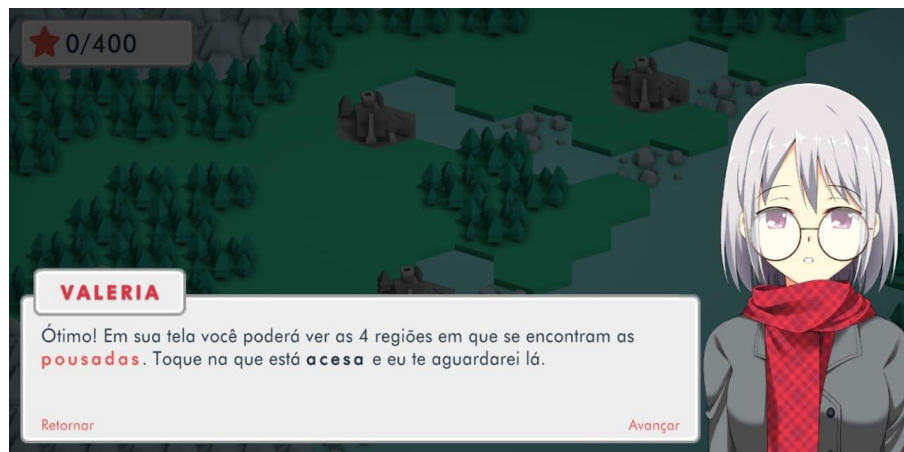 0/400
VALERIA
Ótimo! Em sua tela você poderá ver as 4 regiões em que se encontram as
pousadas. Toque na que está acesa e eu te aguardarei lá.
Retornar
Avançar